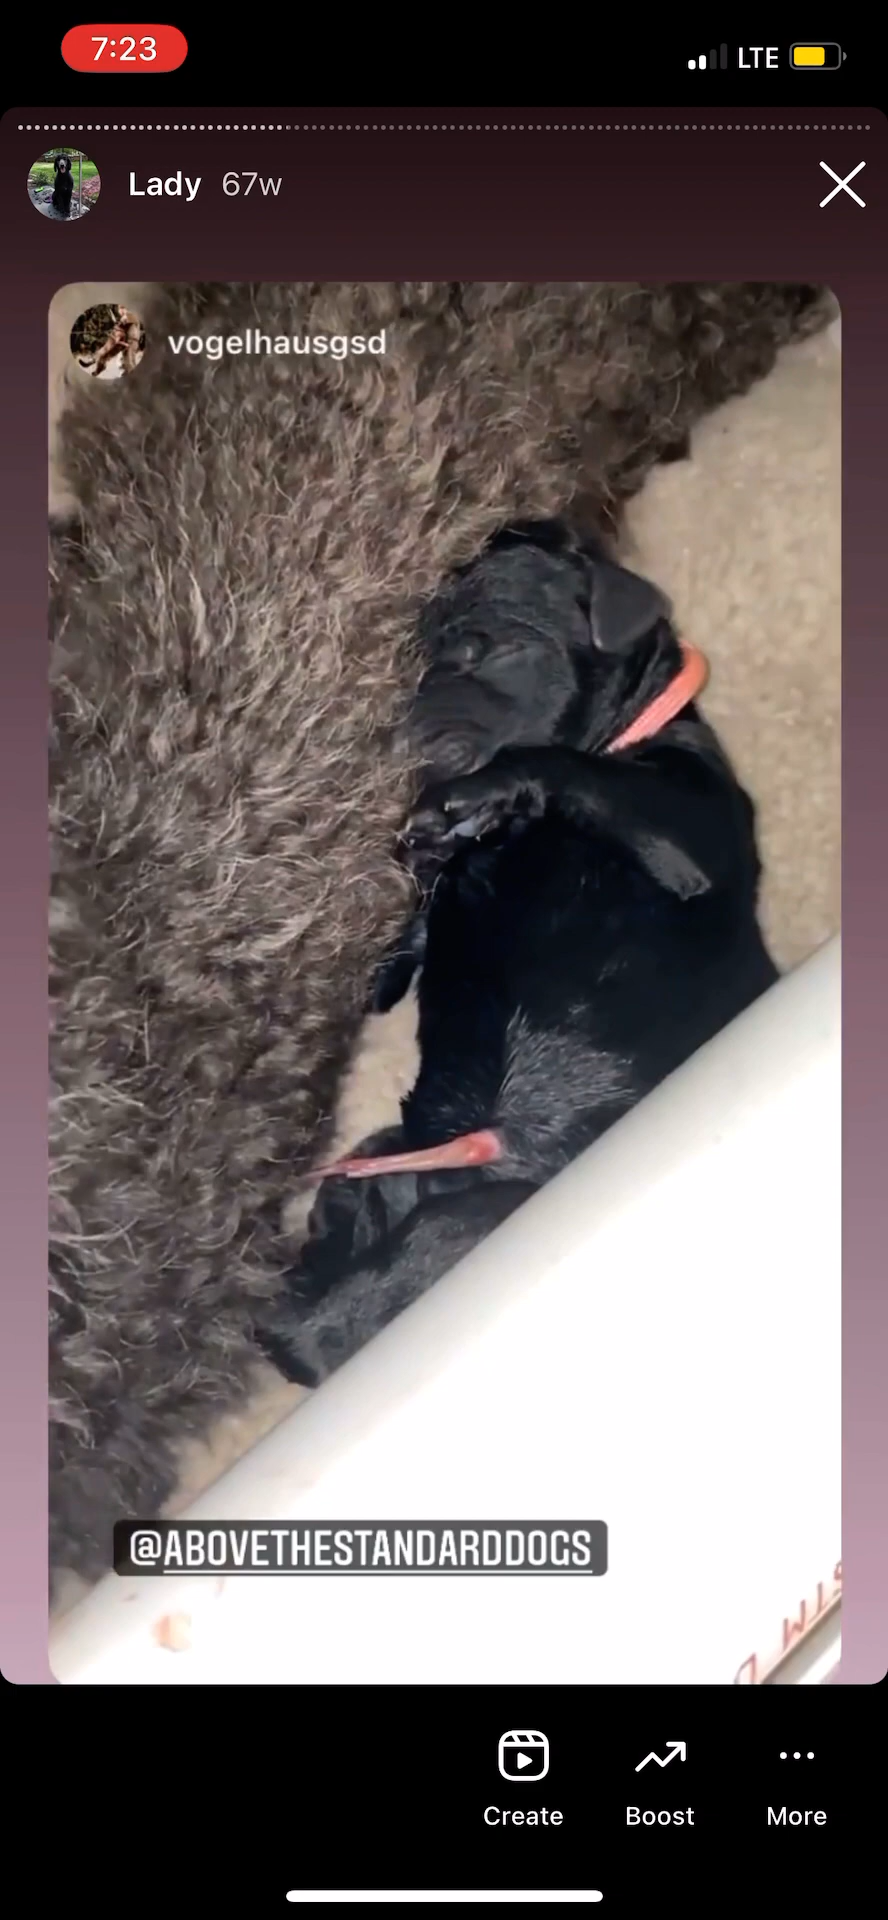 7:23 LTE
Lady 67w
vogelhausgsd
@ABOVETHESTANDARDDOGS
Create Boost More